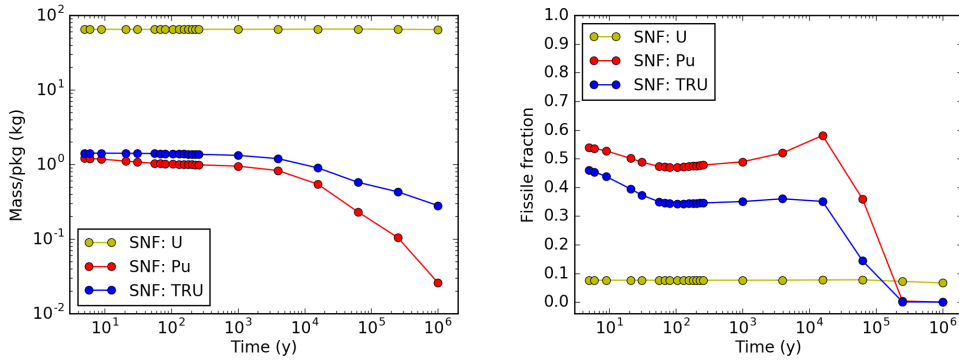 Mass/pkg (kg)
10^2
10^1
10^0
10^-1
10^-2
SNF: U
SNF: Pu
SNF: TRU
10^1 10^2 10^3 10^4 10^5 10^6
Time (y)
Fissile fraction
1.0
0.9
0.8
0.7
0.6
0.5
0.4
0.3
0.2
0.1
0.0
SNF: U
SNF: Pu
SNF: TRU
10^1 10^2 10^3 10^4 10^5 10^6
Time (y)